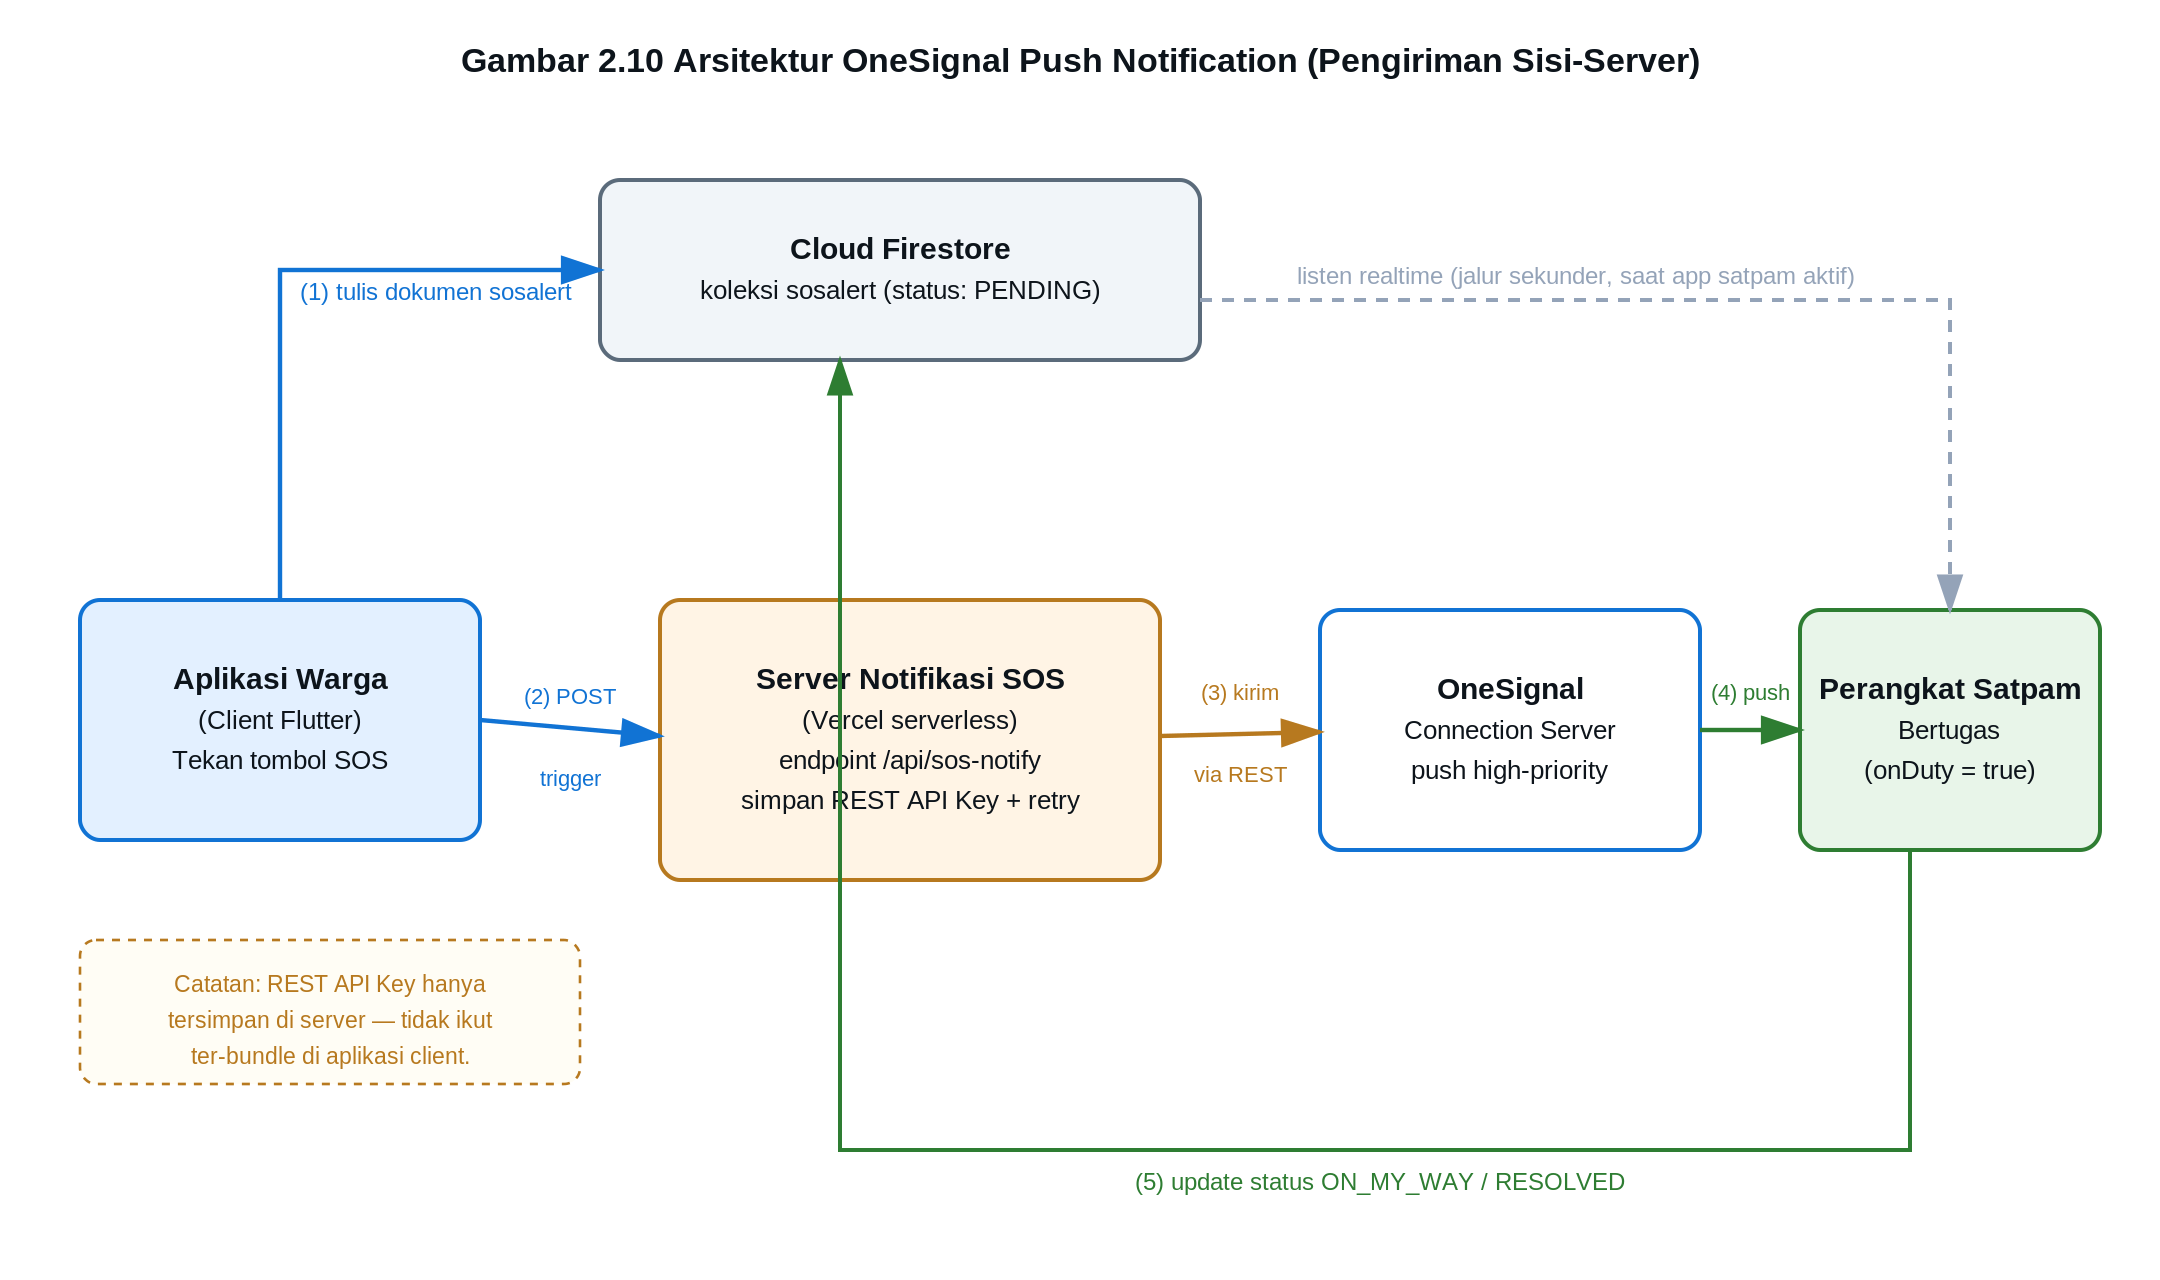 Gambar 2.10 Arsitektur OneSignal Push Notification (Pengiriman Sisi-Server)
Cloud Firestore
koleksi sosalert (status: PENDING)
(1) tulis dokumen sosalert
listen realtime (jalur sekunder, saat app satpam aktif)
Aplikasi Warga
(Client Flutter)
Tekan tombol SOS
(2) POST
trigger
Server Notifikasi SOS
(Vercel serverless)
endpoint /api/sos-notify
simpan REST API Key + retry
(3) kirim
via REST
OneSignal
Connection Server
push high-priority
(4) push
Perangkat Satpam
Bertugas
(onDuty = true)
Catatan: REST API Key hanya
tersimpan di server — tidak ikut
ter-bundle di aplikasi client.
(5) update status ON_MY_WAY / RESOLVED